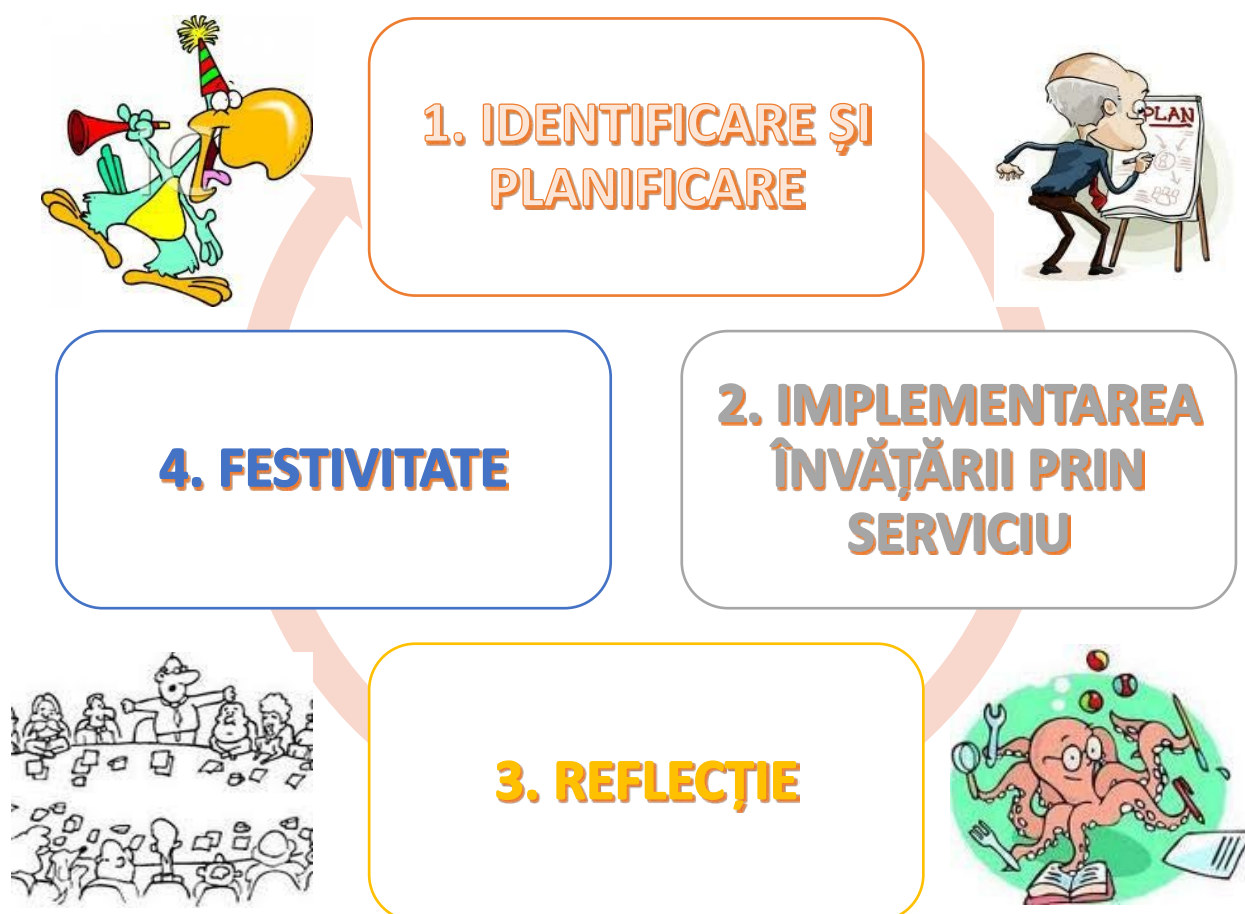 1. IDENTIFICARE ȘI
PLANIFICARE
PLAN
2. IMPLEMENTAREA
ÎNVĂȚĂRII PRIN
SERVICIU
3. REFLECȚIE
4. FESTIVITATE